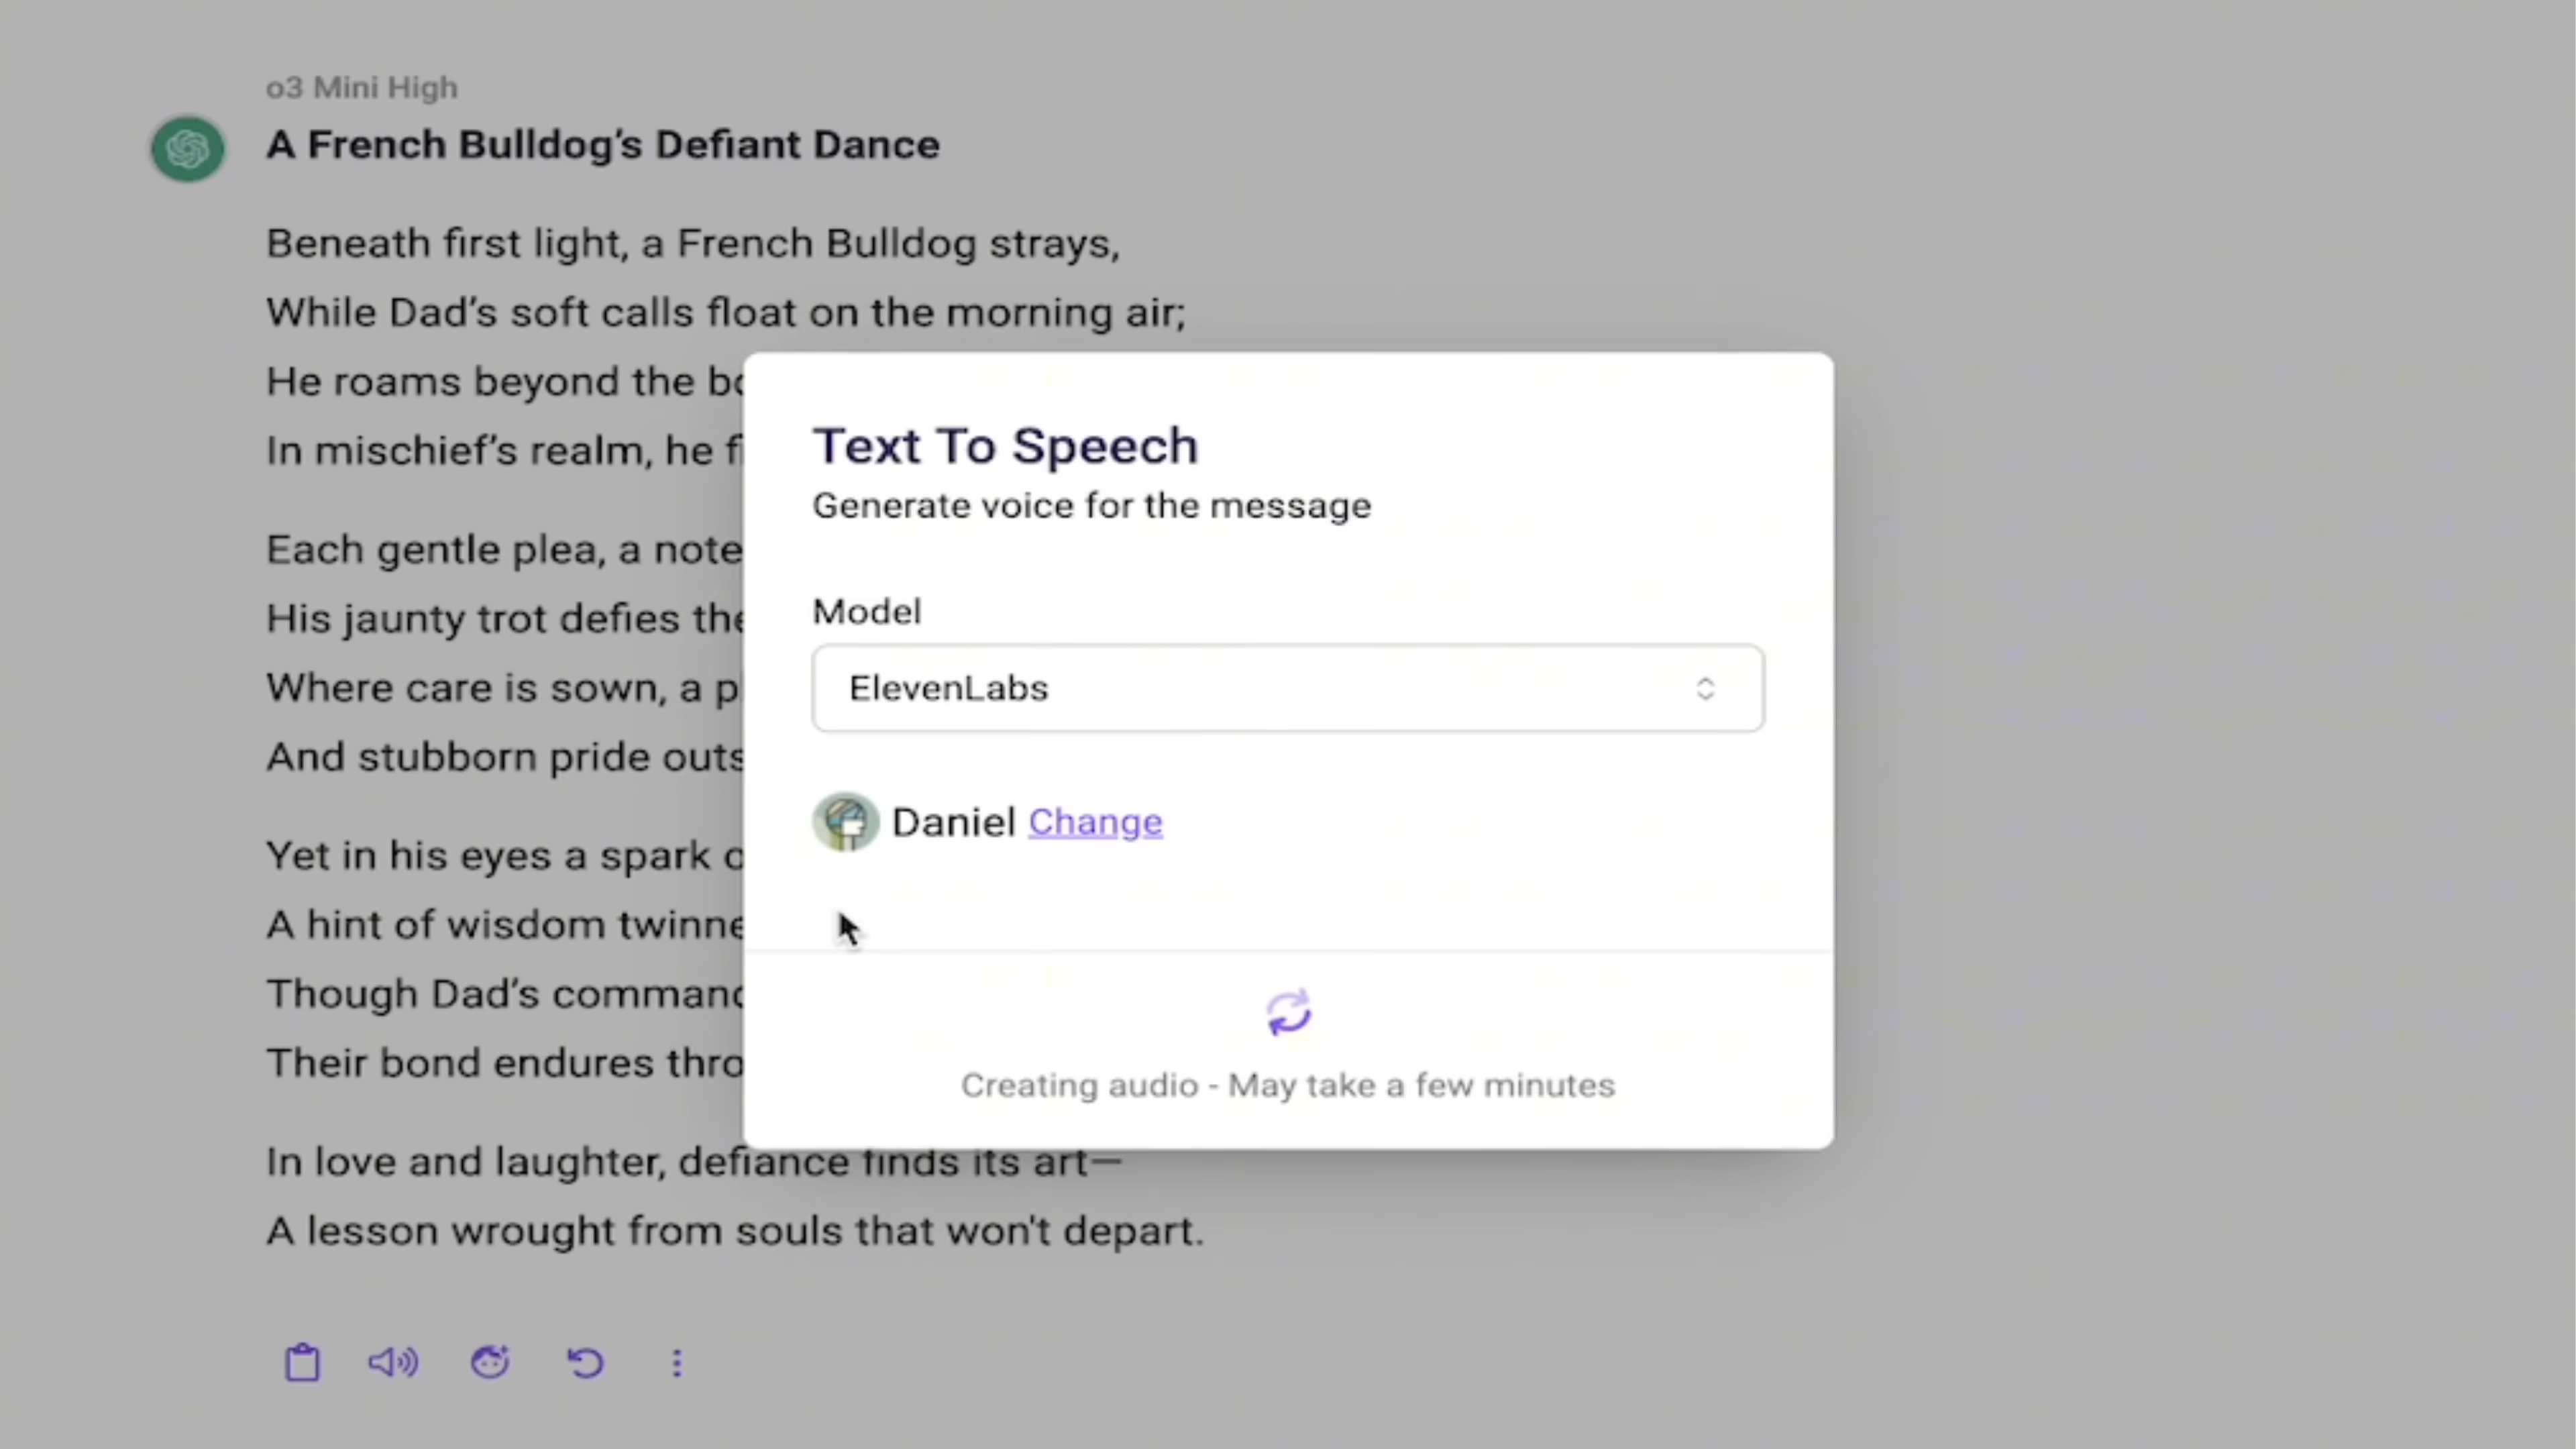 o3 Mini High
A French Bulldog’s Defiant Dance
Beneath first light, a French Bulldog strays,
While Dad’s soft calls float on the morning air;
He roams beyond the
In mischief’s realm, he
Each gentle plea, a note
His jaunty trot defies the
Where care is sown, a
And stubborn pride
Yet in his eyes a spark
A hint of wisdom
Though Dad’s
Their bond endures
In love and laughter, defiance finds its art—
A lesson wrought from souls that won't depart.
Text To Speech
Generate voice for the message
Model
ElevenLabs
Daniel Change
Creating audio - May take a few minutes